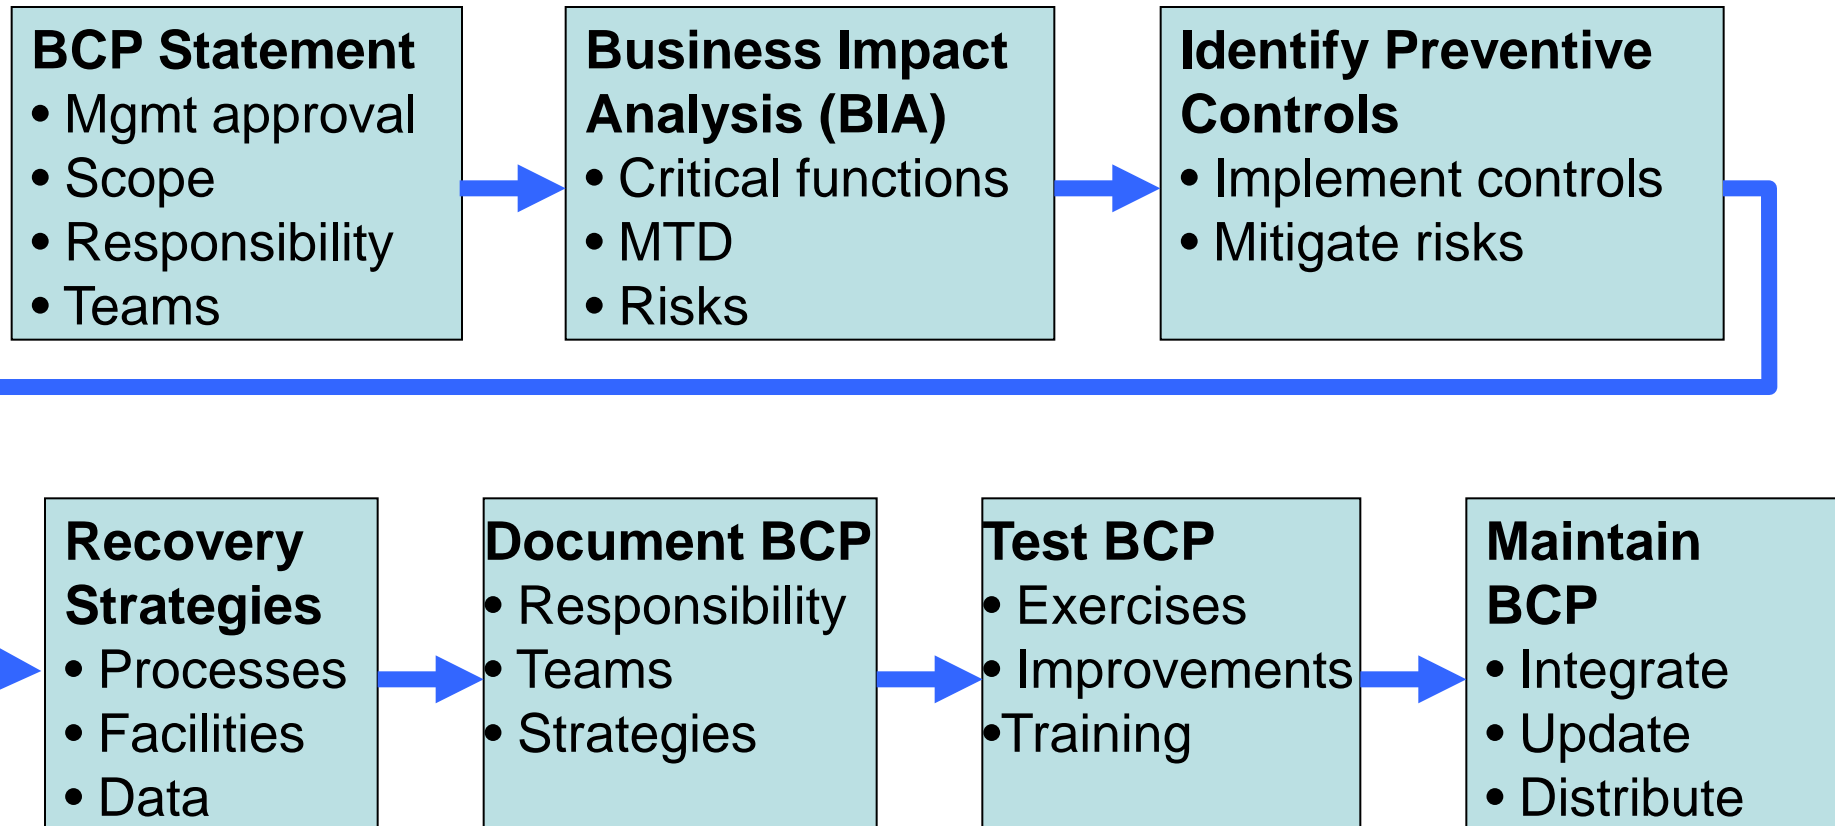 BCP Statement
• Mgmt approval
• Scope
• Responsibility
• Teams
Business Impact
Analysis (BIA)
• Critical functions
• MTD
• Risks
Identify Preventive
Controls
• Implement controls
• Mitigate risks
Recovery
Strategies
• Processes
• Facilities
• Data
Document BCP
• Responsibility
• Teams
• Strategies
Test BCP
• Exercises
• Improvements
•Training
Maintain
BCP
• Integrate
• Update
• Distribute